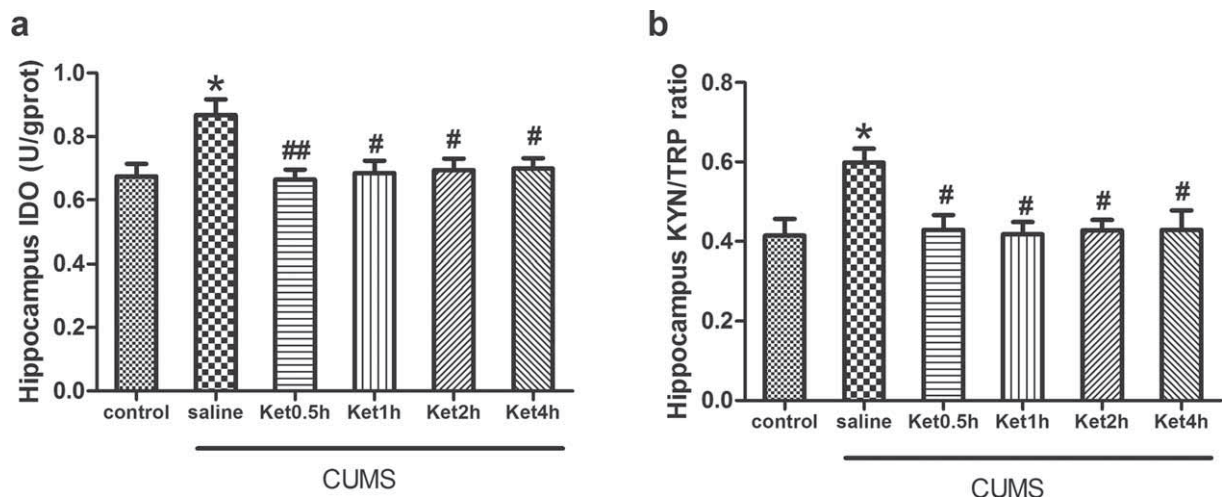 a
Hippocampus IDO (U/gprot)
1.0
0.8
0.6
0.4
0.2
0.0
*
##
#
#
#
control saline Ket0.5h Ket1h Ket2h Ket4h
CUMS
b
Hippocampus KYN/TRP ratio
0.8
0.6
0.4
0.2
0.0
*
#
#
#
#
control saline Ket0.5h Ket1h Ket2h Ket4h
CUMS